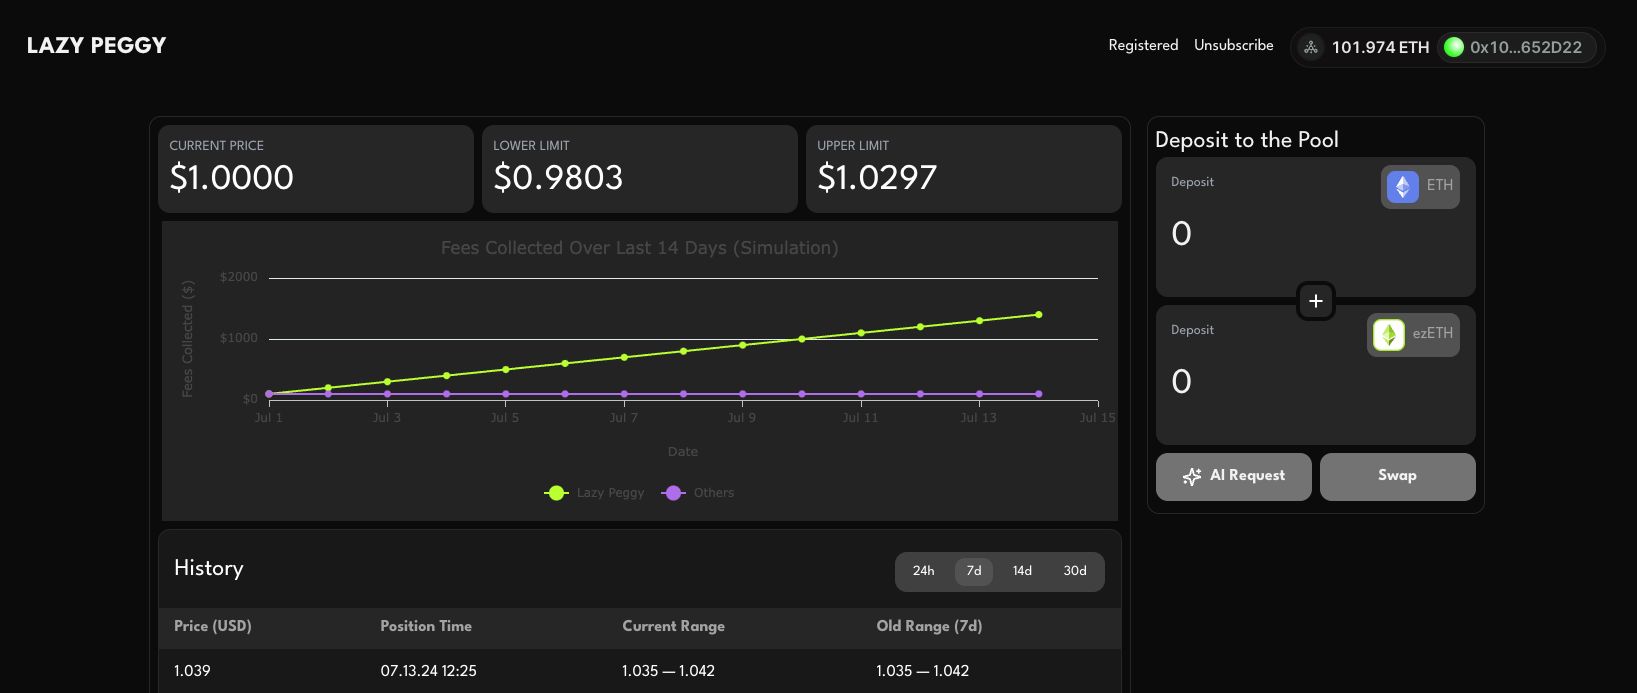 LAZY PEGGY
Registered Unsubscribe 101.974 ETH 0x10...652D22
CURRENT PRICE
$1.0000
LOWER LIMIT
$0.9803
UPPER LIMIT
$1.0297
Fees Collected Over Last 14 Days (Simulation)
Fees Collected ($)
$2000
$1000
$0
Jul 1 Jul 3 Jul 5 Jul 7 Jul 9 Jul 11 Jul 13 Jul 15
Date
Lazy Peggy Others
Deposit to the Pool
Deposit ETH
0
+
Deposit ezETH
0
AI Request Swap
History
24h 7d 14d 30d
Price (USD) Position Time Current Range Old Range (7d)
1.039 07.13.24 12:25 1.035 — 1.042 1.035 — 1.042